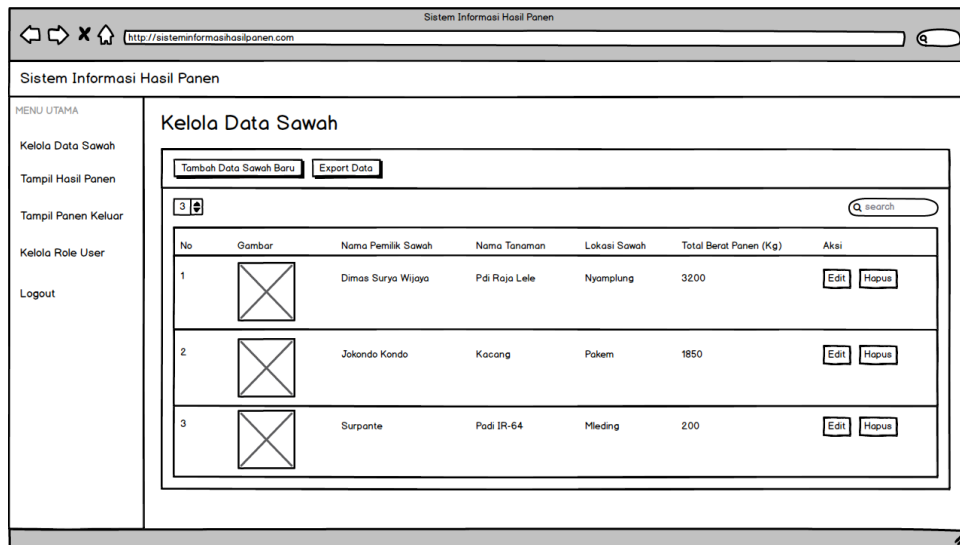 Sistem Informasi Hasil Panen
http://sisteminformasihasilpanen.com
Sistem Informasi Hasil Panen
MENU UTAMA
Kelola Data Sawah
Tampil Hasil Panen
Tampil Panen Keluar
Kelola Role User
Logout
Kelola Data Sawah
Tambah Data Sawah Baru Export Data
3 search
No Gambar Nama Pemilik Sawah Nama Tanaman Lokasi Sawah Total Berat Panen (Kg) Aksi
1 Dimas Surya Wijaya Pdi Raja Lele Nyamplung 3200 Edit Hapus
2 Jokondo Kondo Kacang Pakem 1850 Edit Hapus
3 Surpante Padi IR-64 Mleding 200 Edit Hapus